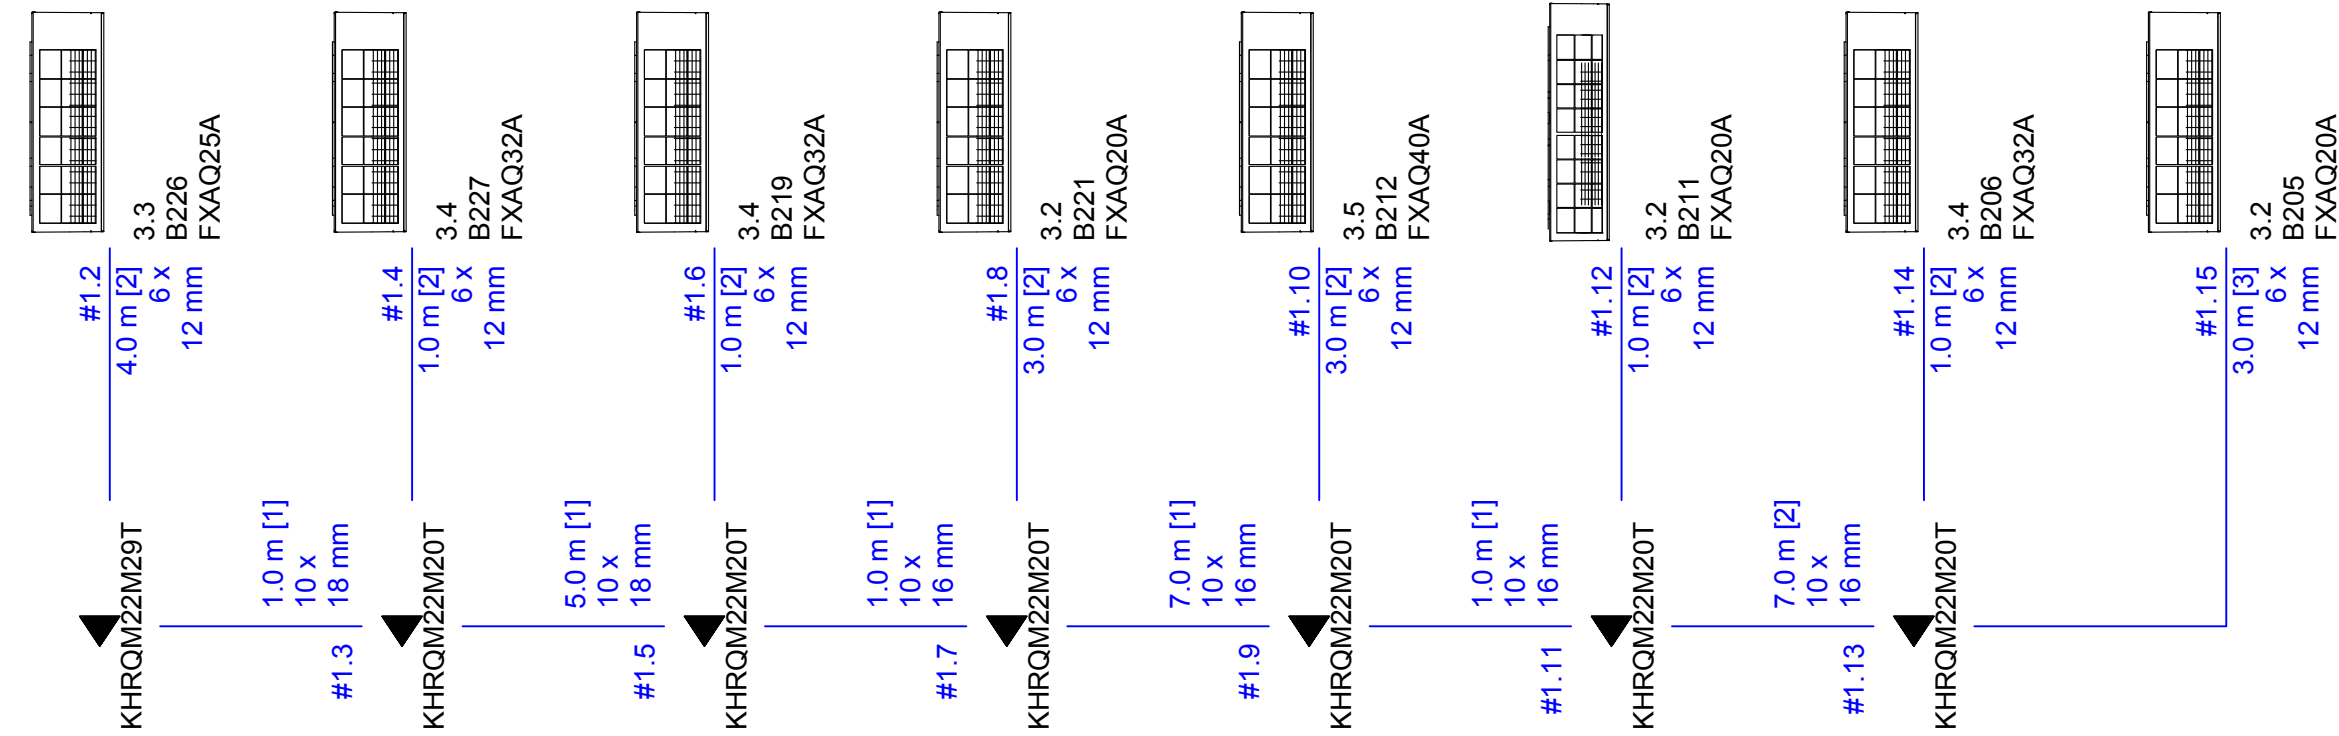 3.3
B226
FXAQ25A
3.4
B227
FXAQ32A
3.4
B219
FXAQ32A
3.2
B221
FXAQ20A
3.5
B212
FXAQ40A
3.2
B211
FXAQ20A
3.4
B206
FXAQ32A
3.2
B205
FXAQ20A
#1.2
4.0 m [2]
6 x
12 mm
#1.4
1.0 m [2]
6 x
12 mm
#1.6
1.0 m [2]
6 x
12 mm
#1.8
3.0 m [2]
6 x
12 mm
#1.10
3.0 m [2]
6 x
12 mm
#1.12
1.0 m [2]
6 x
12 mm
#1.14
1.0 m [2]
6 x
12 mm
#1.15
3.0 m [3]
6 x
12 mm
KHRQM22M29T
1.0 m [1]
10 x
18 mm
#1.3
KHRQM22M20T
5.0 m [1]
10 x
18 mm
#1.5
KHRQM22M20T
1.0 m [1]
10 x
16 mm
#1.7
KHRQM22M20T
7.0 m [1]
10 x
16 mm
#1.9
KHRQM22M20T
1.0 m [1]
10 x
16 mm
#1.11
KHRQM22M20T
7.0 m [2]
10 x
16 mm
#1.13
KHRQM22M20T